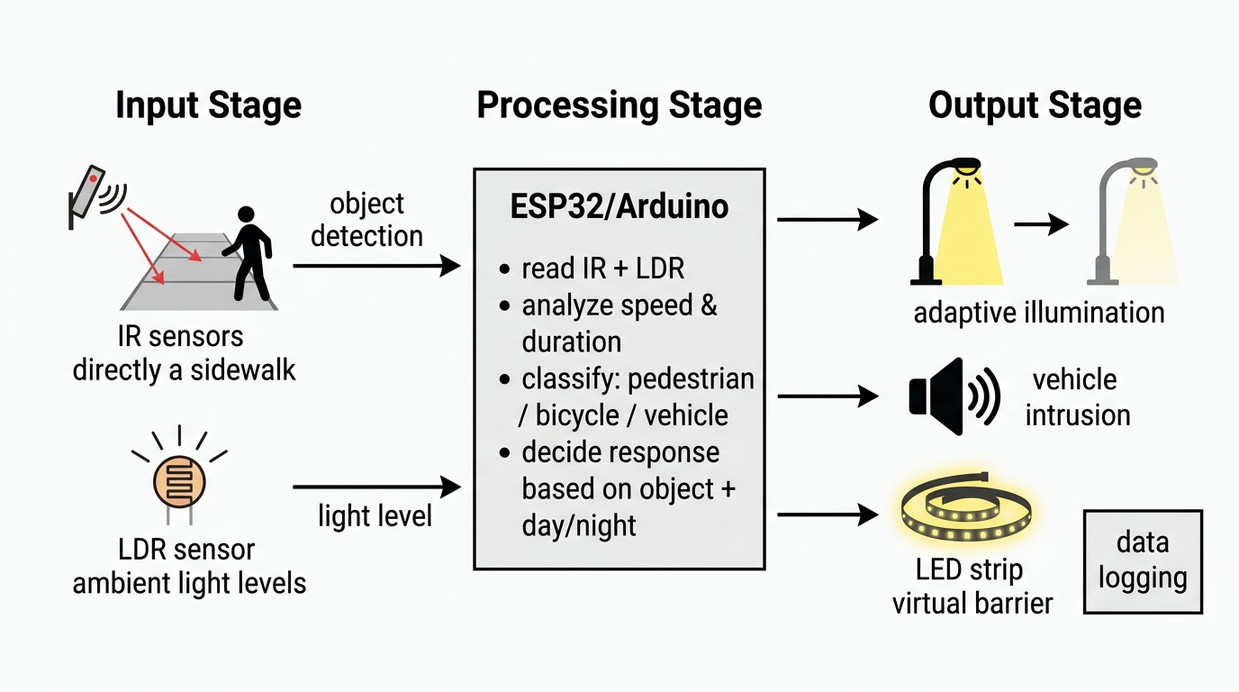 Input Stage
Processing Stage
Output Stage
object
detection
IR sensors
directly a sidewalk
light level
LDR sensor
ambient light levels
ESP32/Arduino
• read IR + LDR
• analyze speed &
duration
• classify: pedestrian
/ bicycle / vehicle
• decide response
based on object +
day/night
adaptive illumination
vehicle
intrusion
LED strip
virtual barrier
data
logging